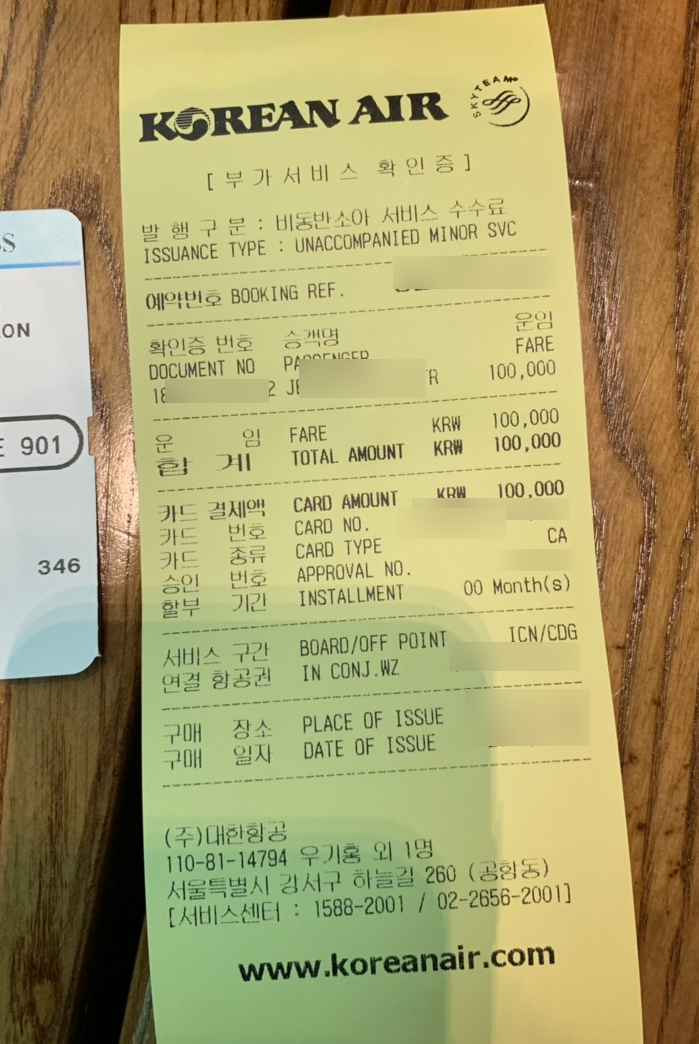 SS
ON
E 901
346
KOREAN AIR
SKYTEAM
[ 부가서비스 확인증 ]
발 행 구 분 : 비동반소아 서비스 수수료
ISSUANCE TYPE : UNACCOMPANIED MINOR SVC
예약번호 BOOKING REF.
확인증 번호 승객명 운임
DOCUMENT NO PASSENGER FARE
18 2 JE TR 100,000
운 임 FARE KRW 100,000
합 계 TOTAL AMOUNT KRW 100,000
카드 결제액 CARD AMOUNT KRW 100,000
카드 번호 CARD NO.
카드 종류 CARD TYPE CA
승인 번호 APPROVAL NO.
할부 기간 INSTALLMENT 00 Month(s)
서비스 구간 BOARD/OFF POINT ICN/CDG
연결 항공권 IN CONJ.WZ
구매 장소 PLACE OF ISSUE
구매 일자 DATE OF ISSUE
(주)대한항공
110-81-14794 우기홍 외 1명
서울특별시 강서구 하늘길 260 (공항동)
[서비스센터 : 1588-2001 / 02-2656-2001]
www.koreanair.com